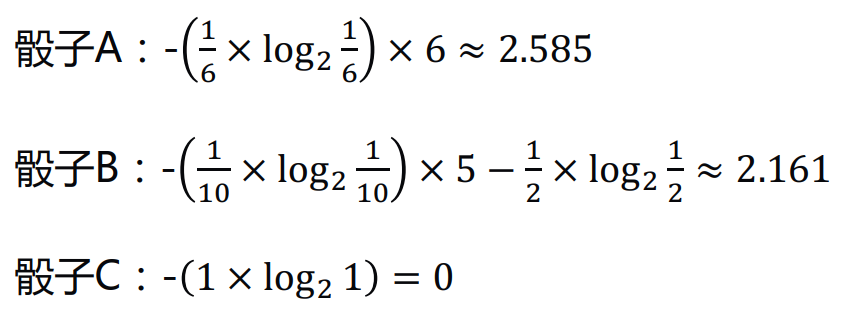 骰子A：-(1/6 × log₂ 1/6) × 6 ≈ 2.585
骰子B：-(1/10 × log₂ 1/10) × 5 − 1/2 × log₂ 1/2 ≈ 2.161
骰子C：-(1 × log₂ 1) = 0